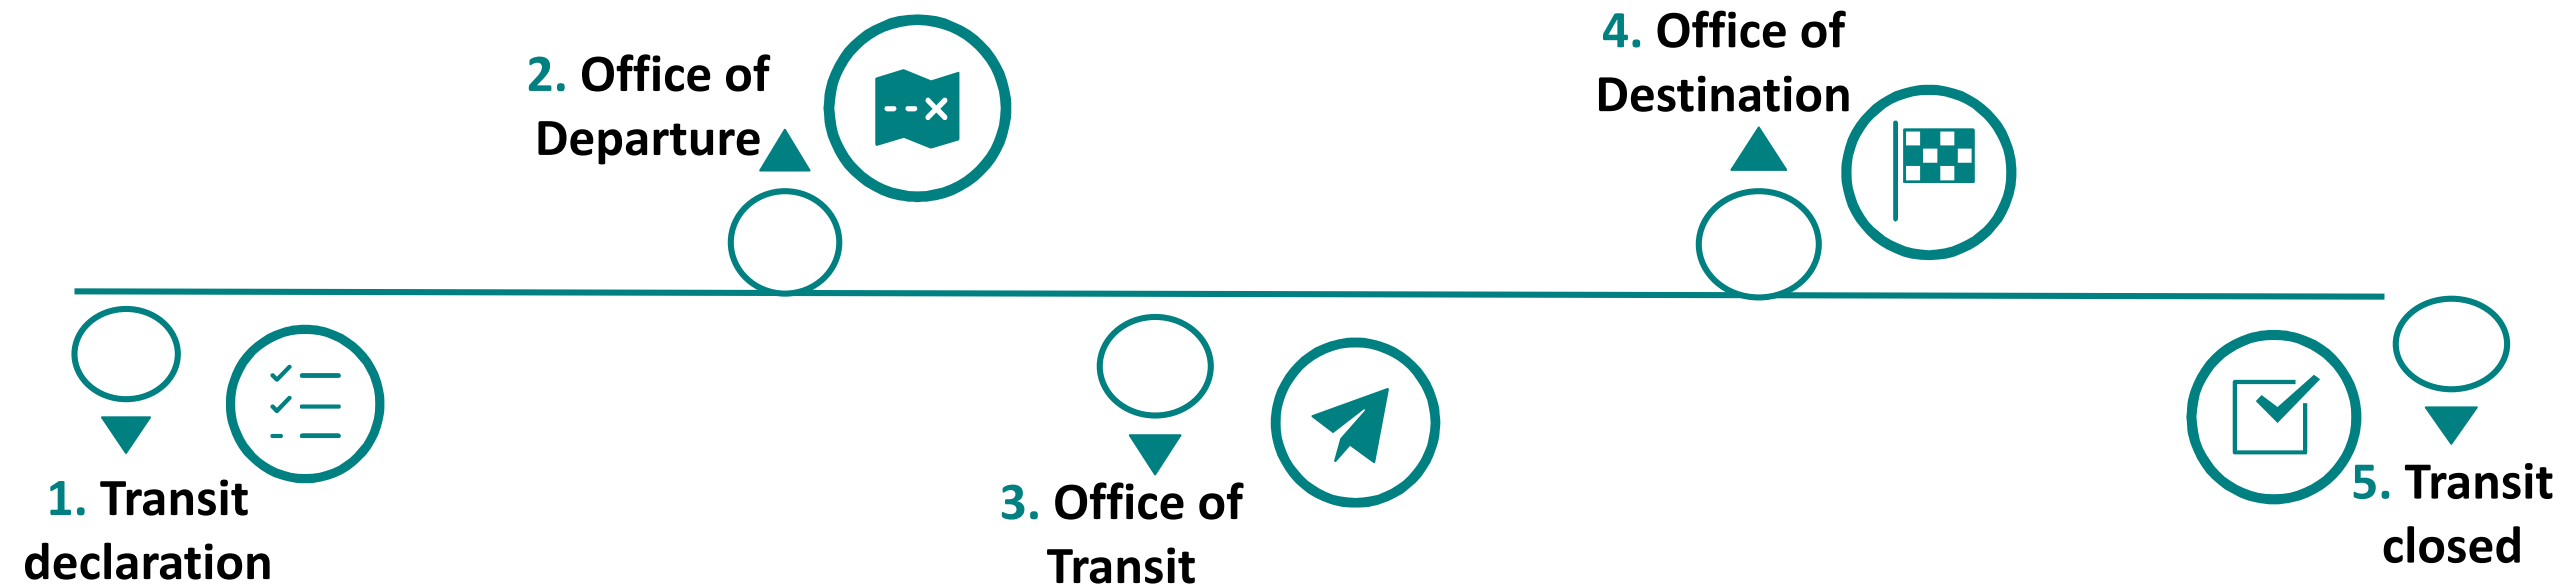 1. Transit
declaration
2. Office of
Departure
3. Office of
Transit
4. Office of
Destination
5. Transit
closed